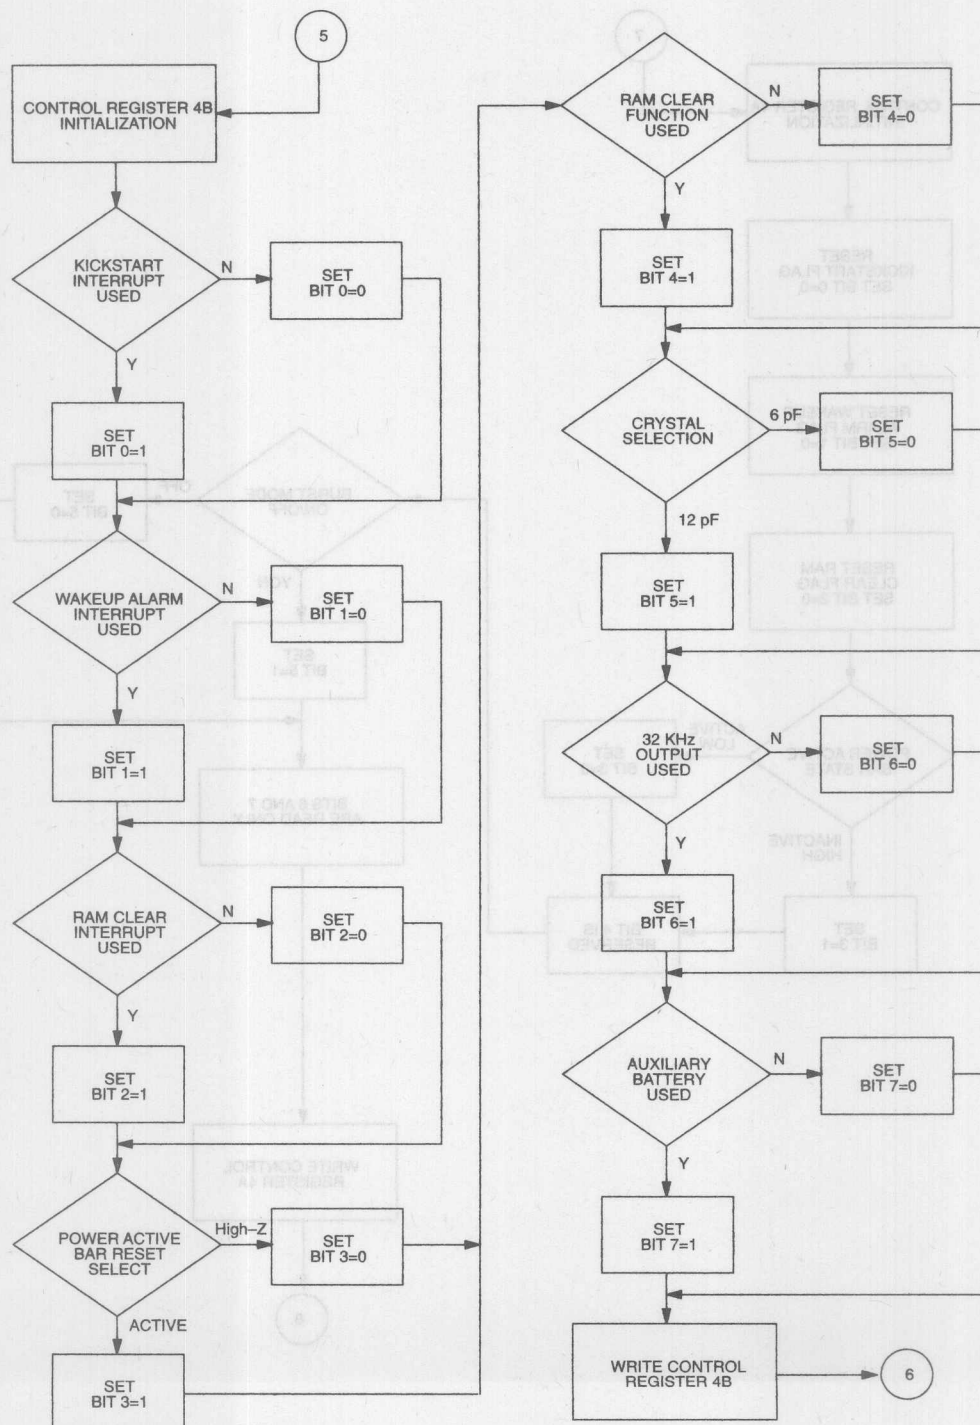 5
CONTROL REGISTER 4B
INITIALIZATION
KICKSTART
INTERRUPT
USED
N
SET
BIT 0=0
Y
SET
BIT 0=1
WAKEUP ALARM
INTERRUPT
USED
N
SET
BIT 1=0
Y
SET
BIT 1=1
RAM CLEAR
INTERRUPT
USED
N
SET
BIT 2=0
Y
SET
BIT 2=1
POWER ACTIVE
BAR RESET
SELECT
High–Z
SET
BIT 3=0
ACTIVE
SET
BIT 3=1
RAM CLEAR
FUNCTION
USED
N
SET
BIT 4=0
Y
SET
BIT 4=1
CRYSTAL
SELECTION
6 pF
SET
BIT 5=0
12 pF
SET
BIT 5=1
32 KHz
OUTPUT
USED
N
SET
BIT 6=0
Y
SET
BIT 6=1
AUXILIARY
BATTERY
USED
N
SET
BIT 7=0
Y
SET
BIT 7=1
WRITE CONTROL
REGISTER 4B
6